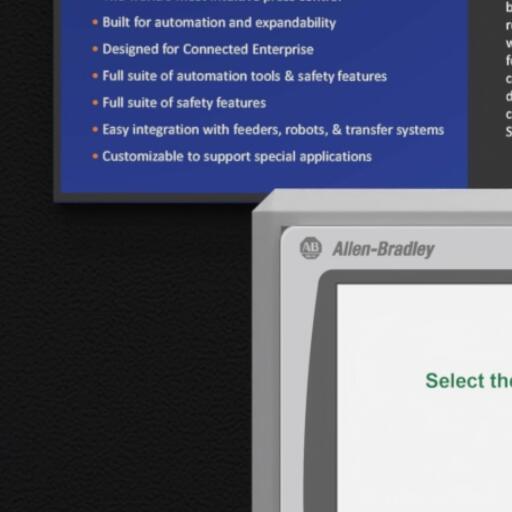 • Built for automation and expandability
• Designed for Connected Enterprise
• Full suite of automation tools & safety features
• Full suite of safety features
• Easy integration with feeders, robots, & transfer systems
• Customizable to support special applications
AB Allen-Bradley
Select the